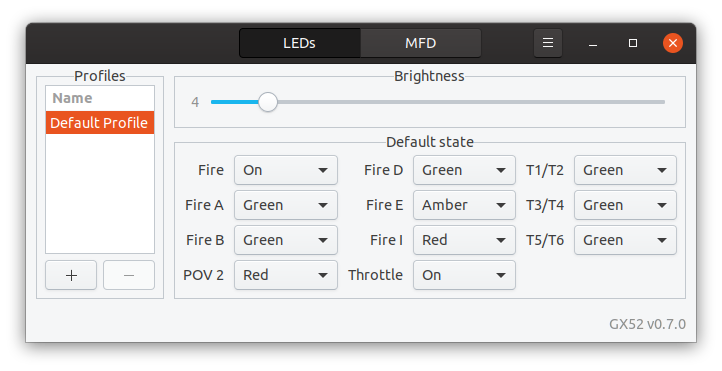 LEDs MFD
Profiles
Name
Default Profile
Brightness
4
Default state
Fire On Fire D Green T1/T2 Green
Fire A Green Fire E Amber T3/T4 Green
Fire B Green Fire I Red T5/T6 Green
POV 2 Red Throttle On
GX52 v0.7.0